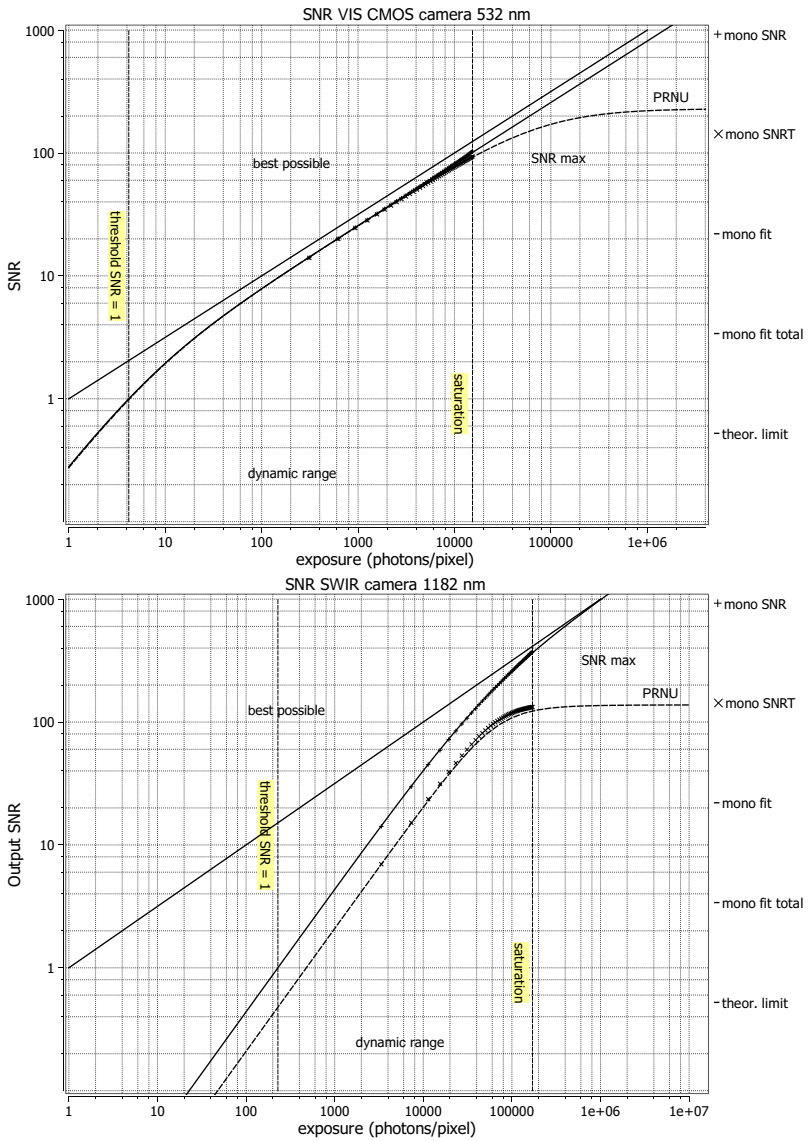 SNR VIS CMOS camera 532 nm
1000
100
10
1
SNR
best possible
threshold SNR = 1
saturation
dynamic range
SNR max
PRNU
1 10 100 1000 10000 100000 1e+06
exposure (photons/pixel)
+ mono SNR
× mono SNRT
- mono fit
- mono fit total
- theor. limit
SNR SWIR camera 1182 nm
1000
100
10
1
Output SNR
best possible
threshold SNR = 1
saturation
dynamic range
SNR max
PRNU
1 10 100 1000 10000 100000 1e+06 1e+07
exposure (photons/pixel)
+ mono SNR
× mono SNRT
- mono fit
- mono fit total
- theor. limit